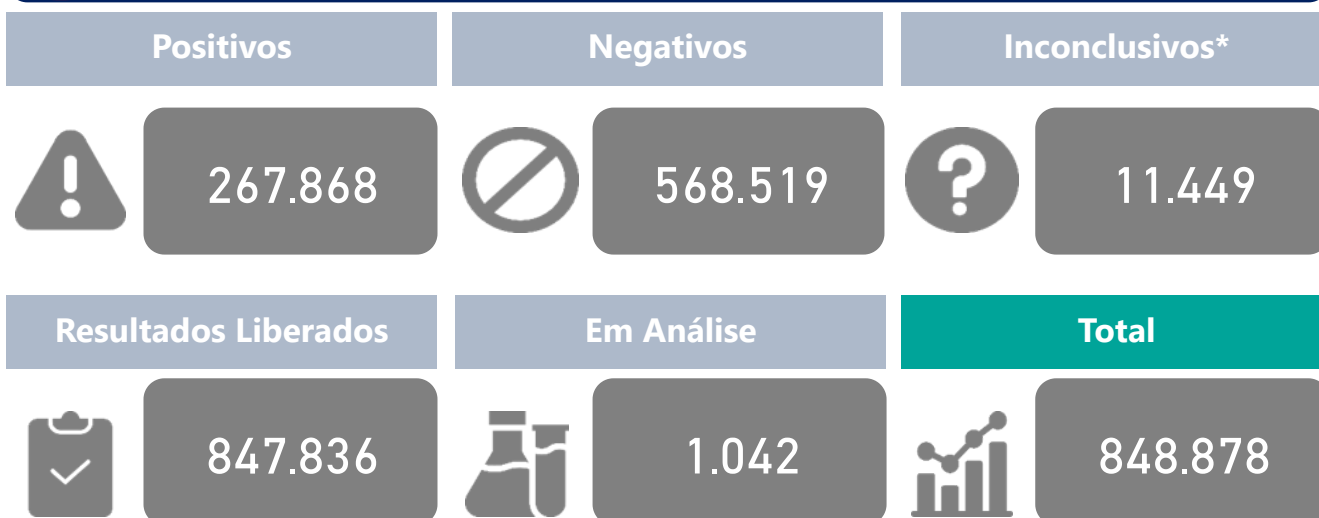 Positivos
Negativos
Inconclusivos*
267.868
568.519
11.449
Resultados Liberados
Em Análise
Total
847.836
1.042
848.878